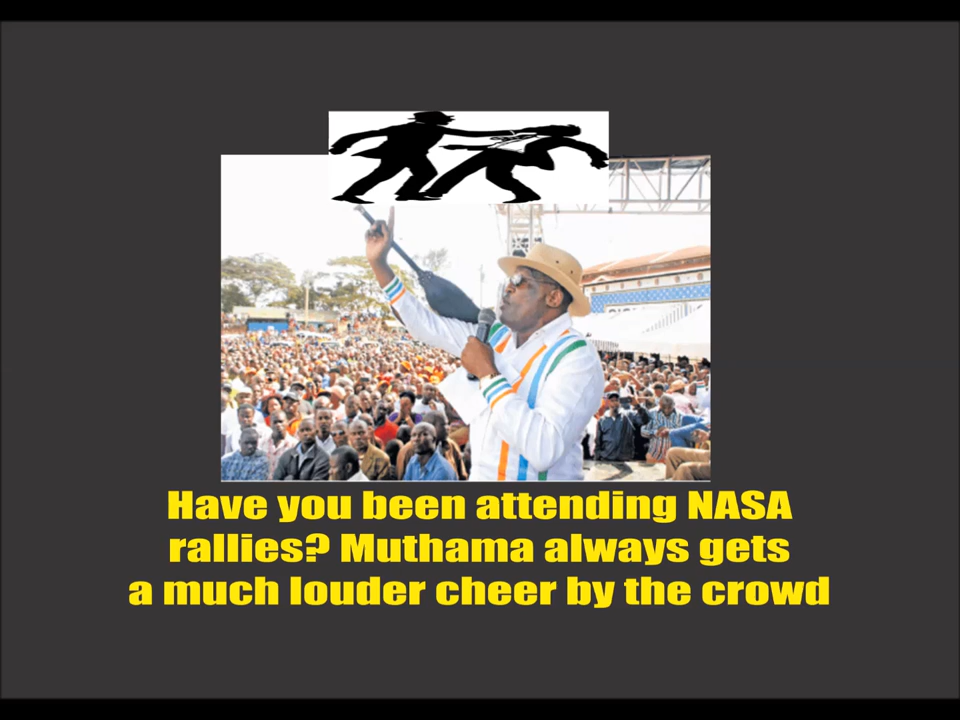 Have you been attending NASA
rallies? Muthama always gets
a much louder cheer by the crowd